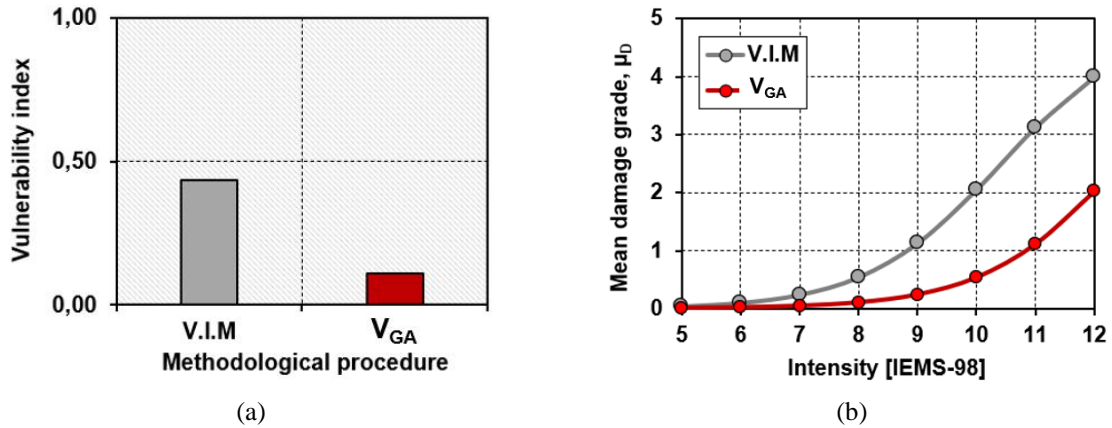 1,00
0,50
0,00
Vulnerability index
V.I.M
VGA
Methodological procedure
(a)
5
4
3
2
1
0
Mean damage grade, μD
V.I.M
VGA
5 6 7 8 9 10 11 12
Intensity [IEMS-98]
(b)